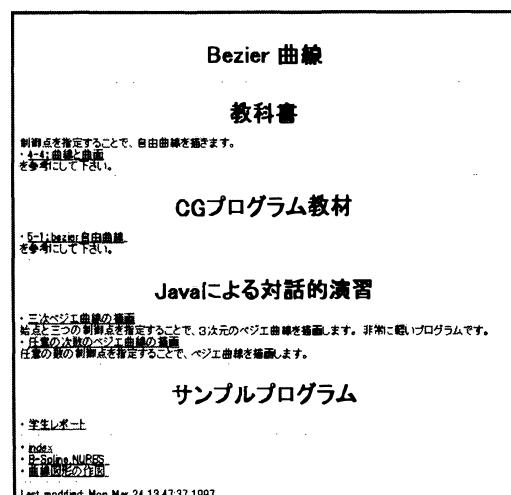 Bezier 曲線
教科書
制御点を指定することで、自由曲線を描きます。
・4-4:曲線と曲面
を参考にして下さい。
CGプログラム教材
・5-1:bezier自由曲線
を参考にして下さい。
Javaによる対話的演習
・三次ベジエ曲線の描画
始点と三つの制御点を指定することで、3次元のベジエ曲線を描画します。非常に軽いプログラムです。
・任意の次数のベジエ曲線の描画
任意の数の制御点を指定することで、ベジエ曲線を描画します。
サンプルプログラム
・学生レポート
・index
・B-Spline,NURBS
・曲線図形の作図
Last modified: Mon Mar 24 13:47:37 1997